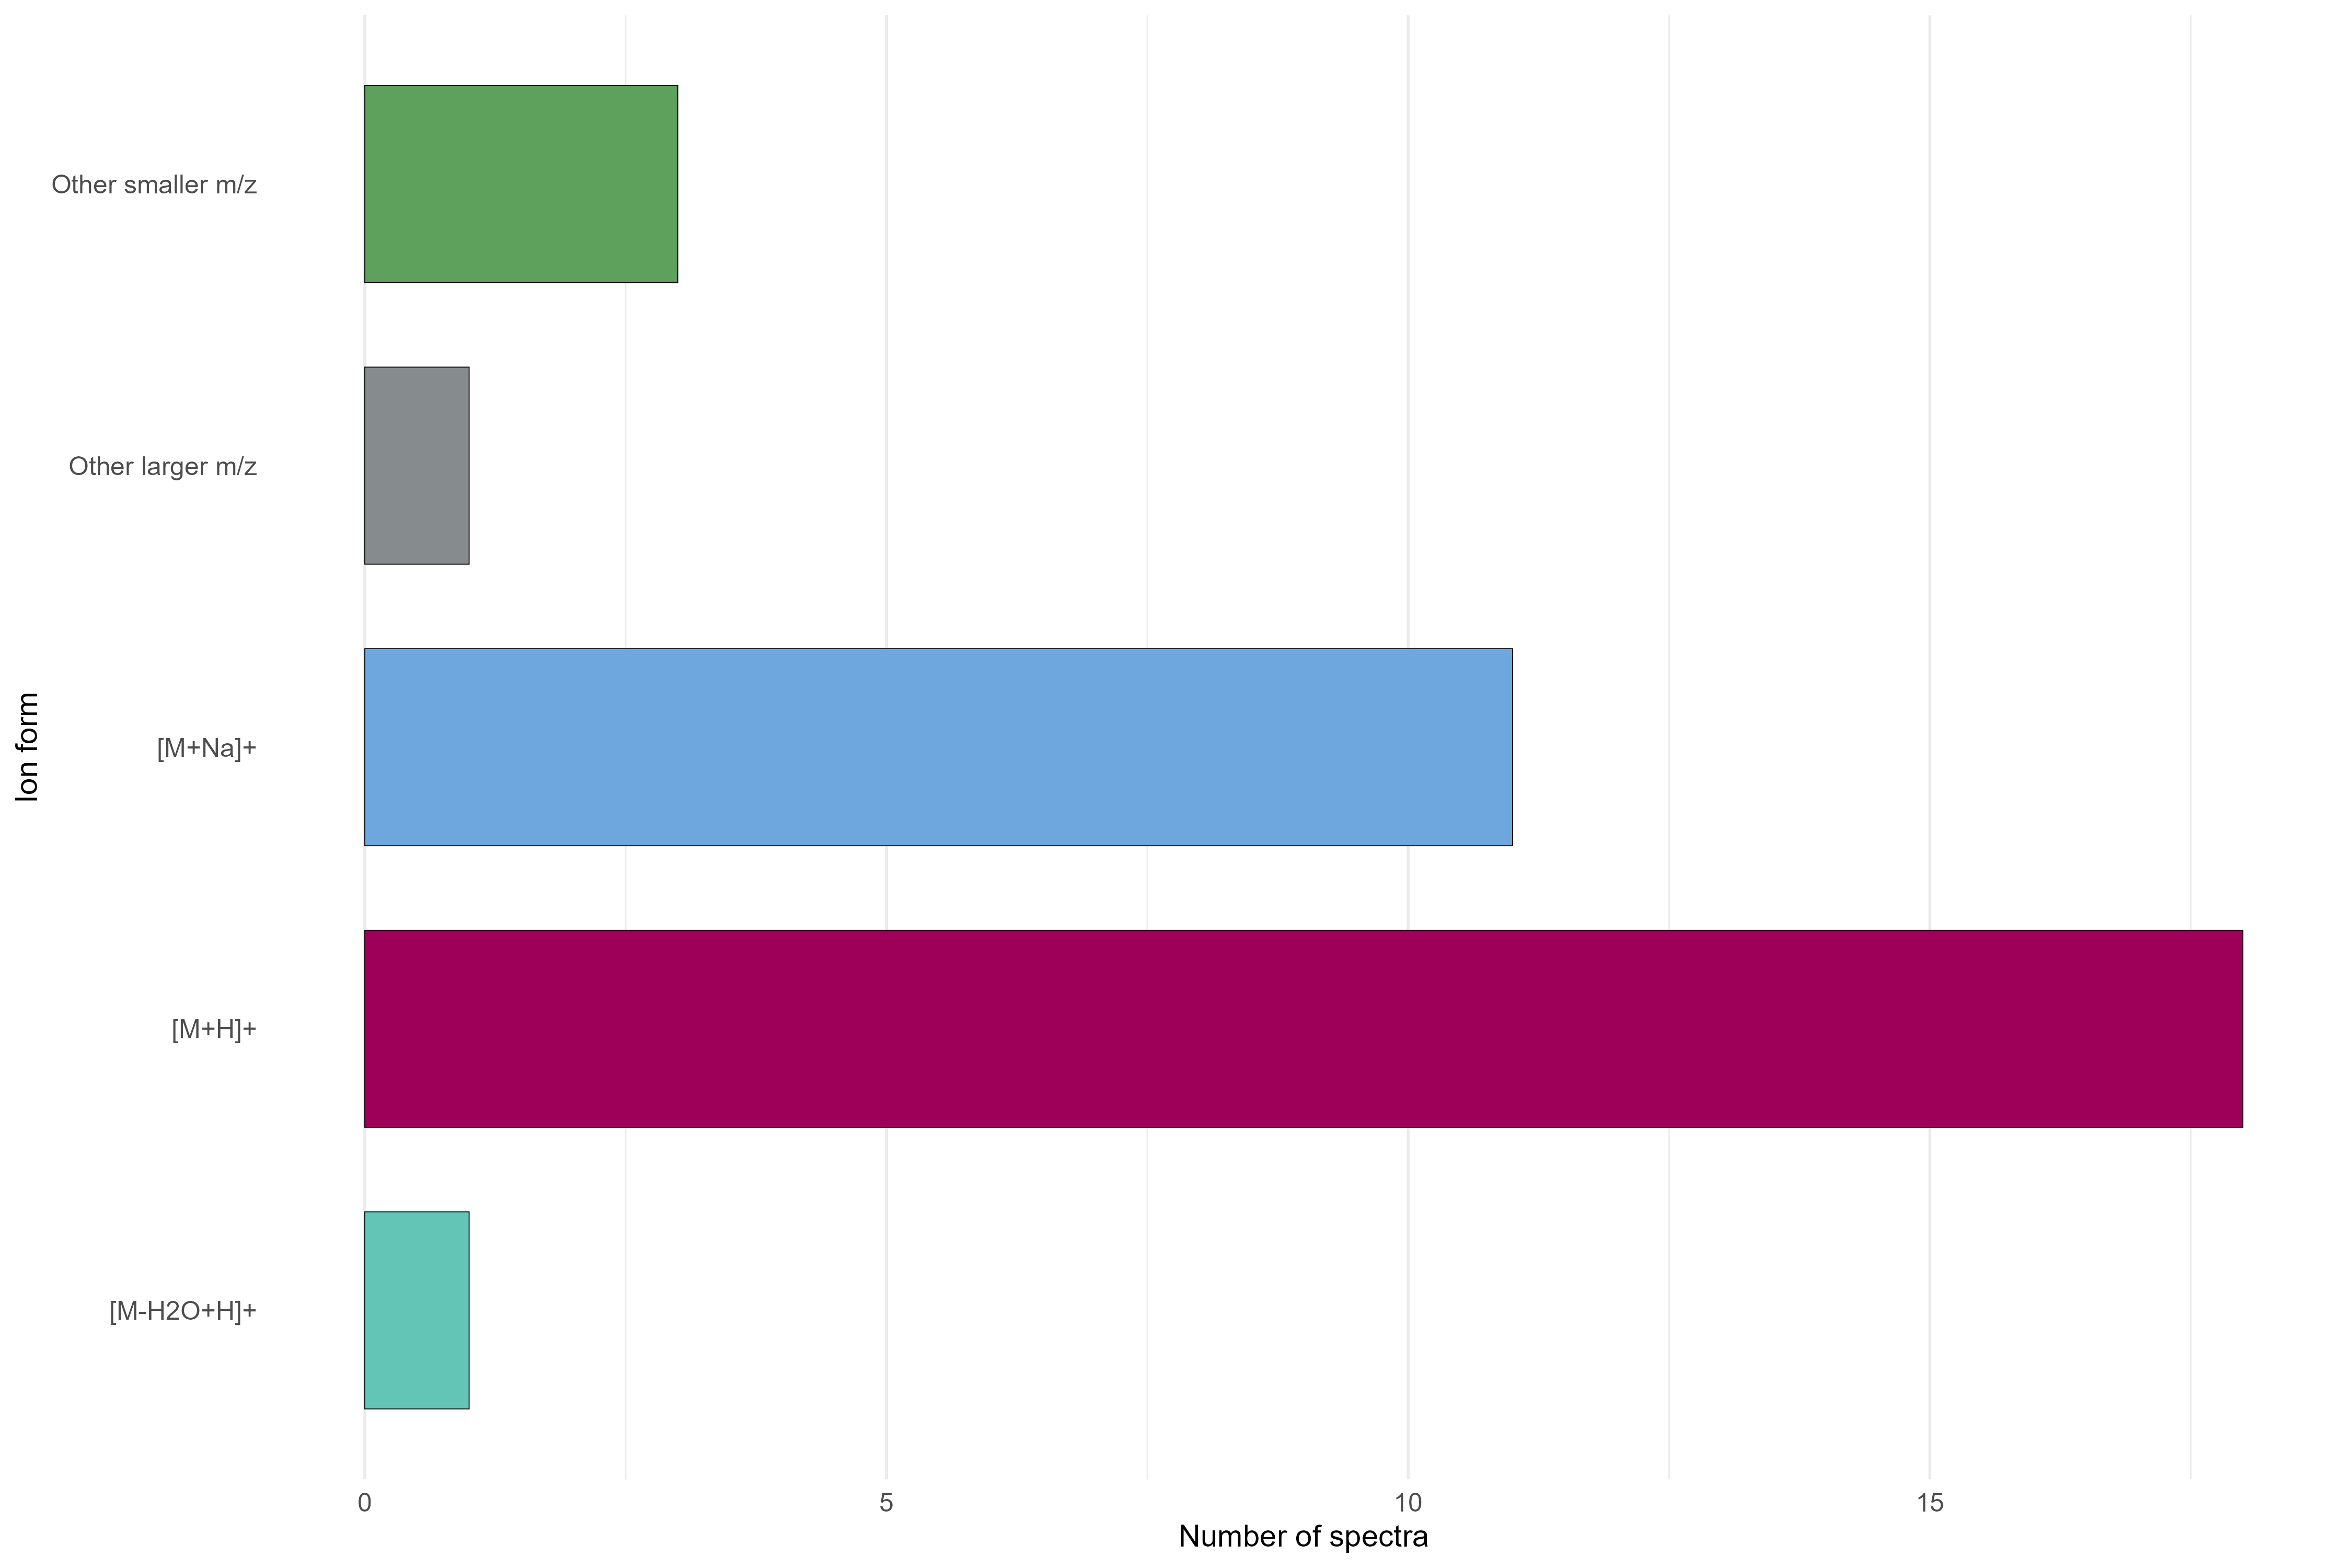 Other smaller m/z
Other larger m/z
[M+Na]+
[M+H]+
[M-H2O+H]+
Ion form
0 5 10 15
Number of spectra